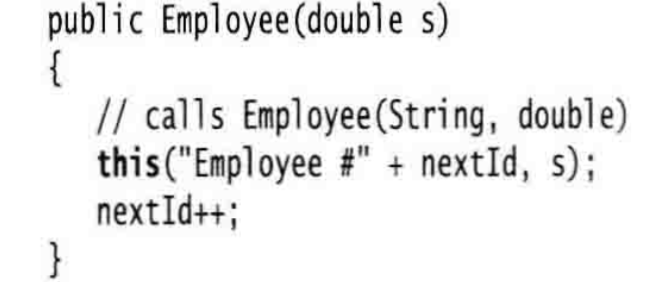 public Employee(double s)
{
// calls Employee(String, double)
this("Employee #" + nextId, s);
nextId++;
}